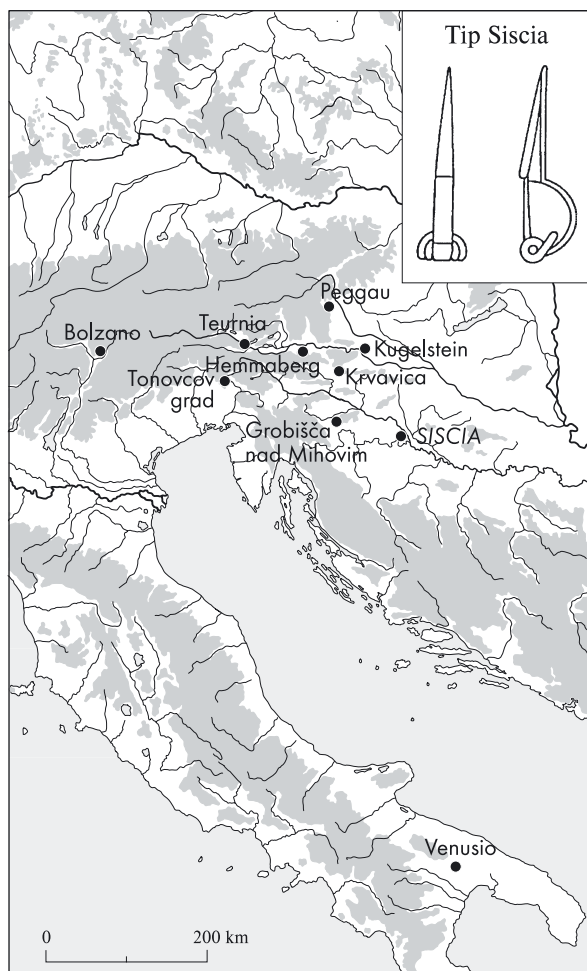 Tip Siscia
Peggau
Teurnia
Bolzano
Kugelstein
Hemmaberg
Krvavica
Tonovcov
grad
Grobišča
nad Mihovim
SISCIA
Venusio
0
200 km